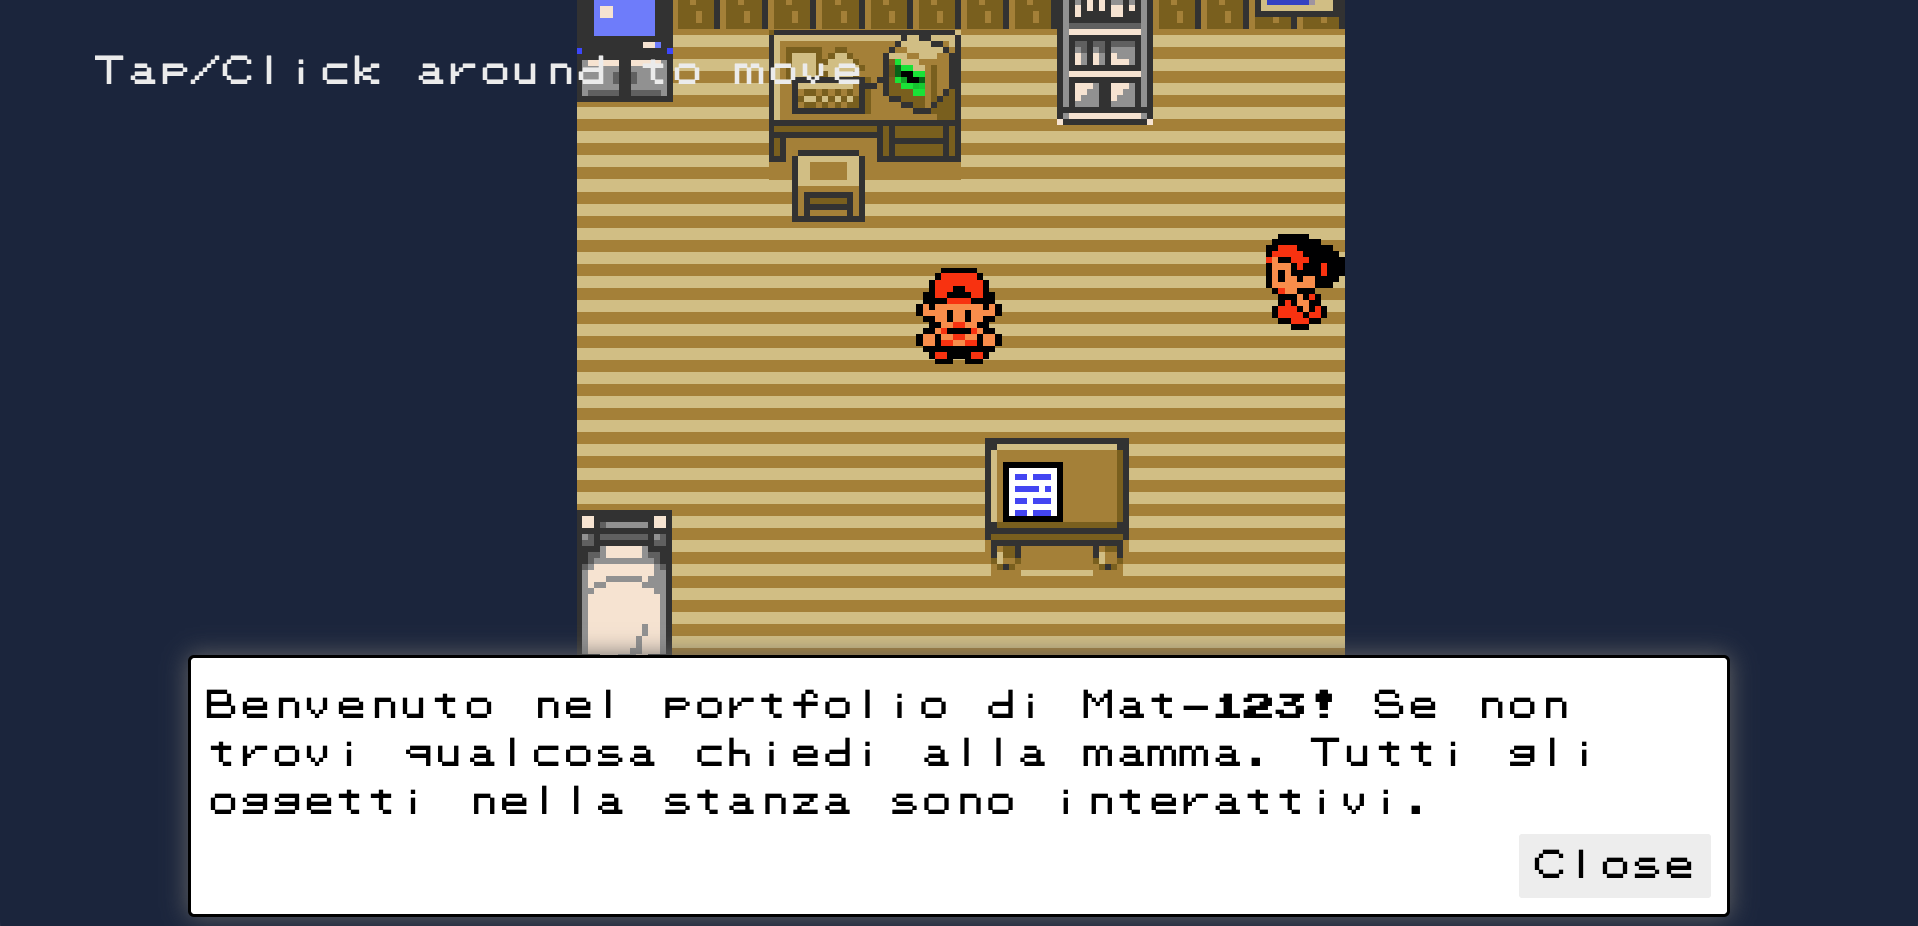 Tap/Click around to move
Benvenuto nel portfolio di Mat-123! Se non
trovi qualcosa chiedi alla mamma. Tutti gli
oggetti nella stanza sono interattivi.
Close